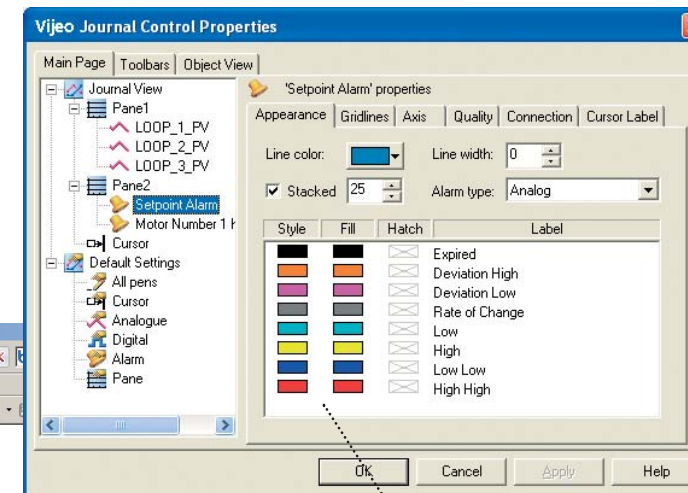 Vijeo Journal Control Properties
Main Page Toolbars Object View
Journal View
Pane1
LOOP_1_PV
LOOP_2_PV
LOOP_3_PV
Pane2
Setpoint Alarm
Motor Number 1
Cursor
Default Settings
All pens
Cursor
Analogue
Digital
Alarm
Pane
'Setpoint Alarm' properties
Appearance Gridlines Axis Quality Connection Cursor Label
Line color: Line width: 0
Stacked 25 Alarm type: Analog
Style Fill Hatch Label
Expired
Deviation High
Deviation Low
Rate of Change
Low
High
Low Low
High High
OK Cancel Apply Help